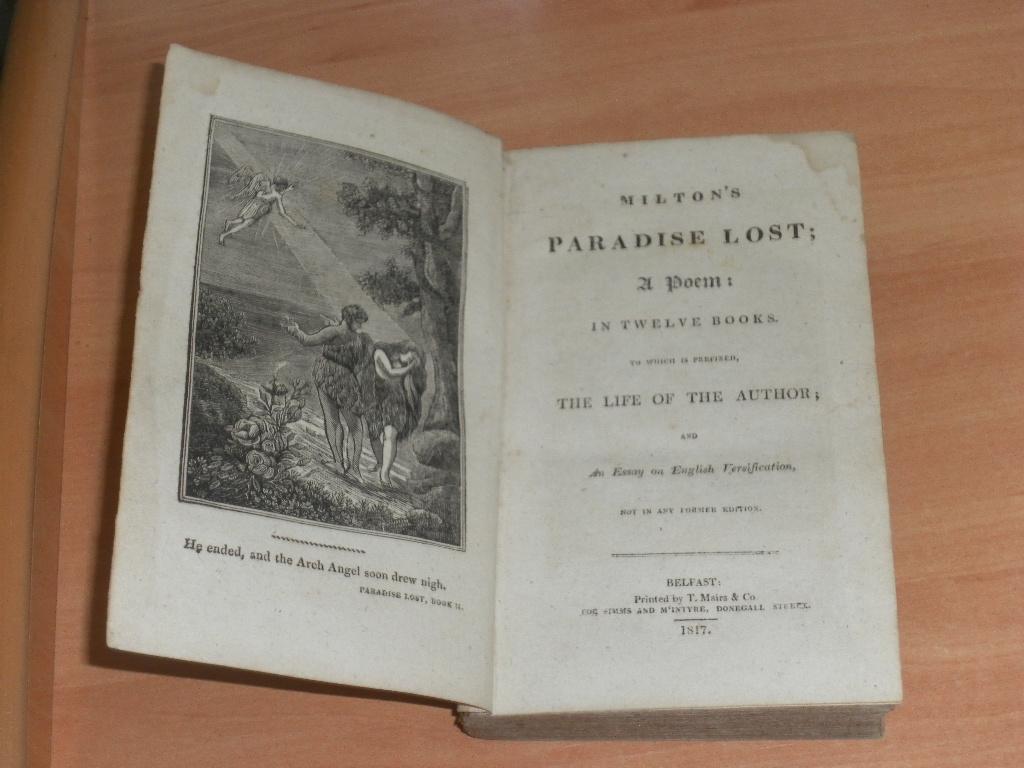 He ended, and the Arch Angel soon drew nigh.
PARADISE LOST, BOOK 11.
MILTON'S
PARADISE LOST;
A Poem:
IN TWELVE BOOKS.
TO WHICH IS PREFIXED,
THE LIFE OF THE AUTHOR;
AND
An Essay on English Versification,
NOT IN ANY FORMER EDITION.
BELFAST:
Printed by T. Mairs & Co
FOR SIMMS AND M'INTYRE, DONEGALL STREET.
1817.